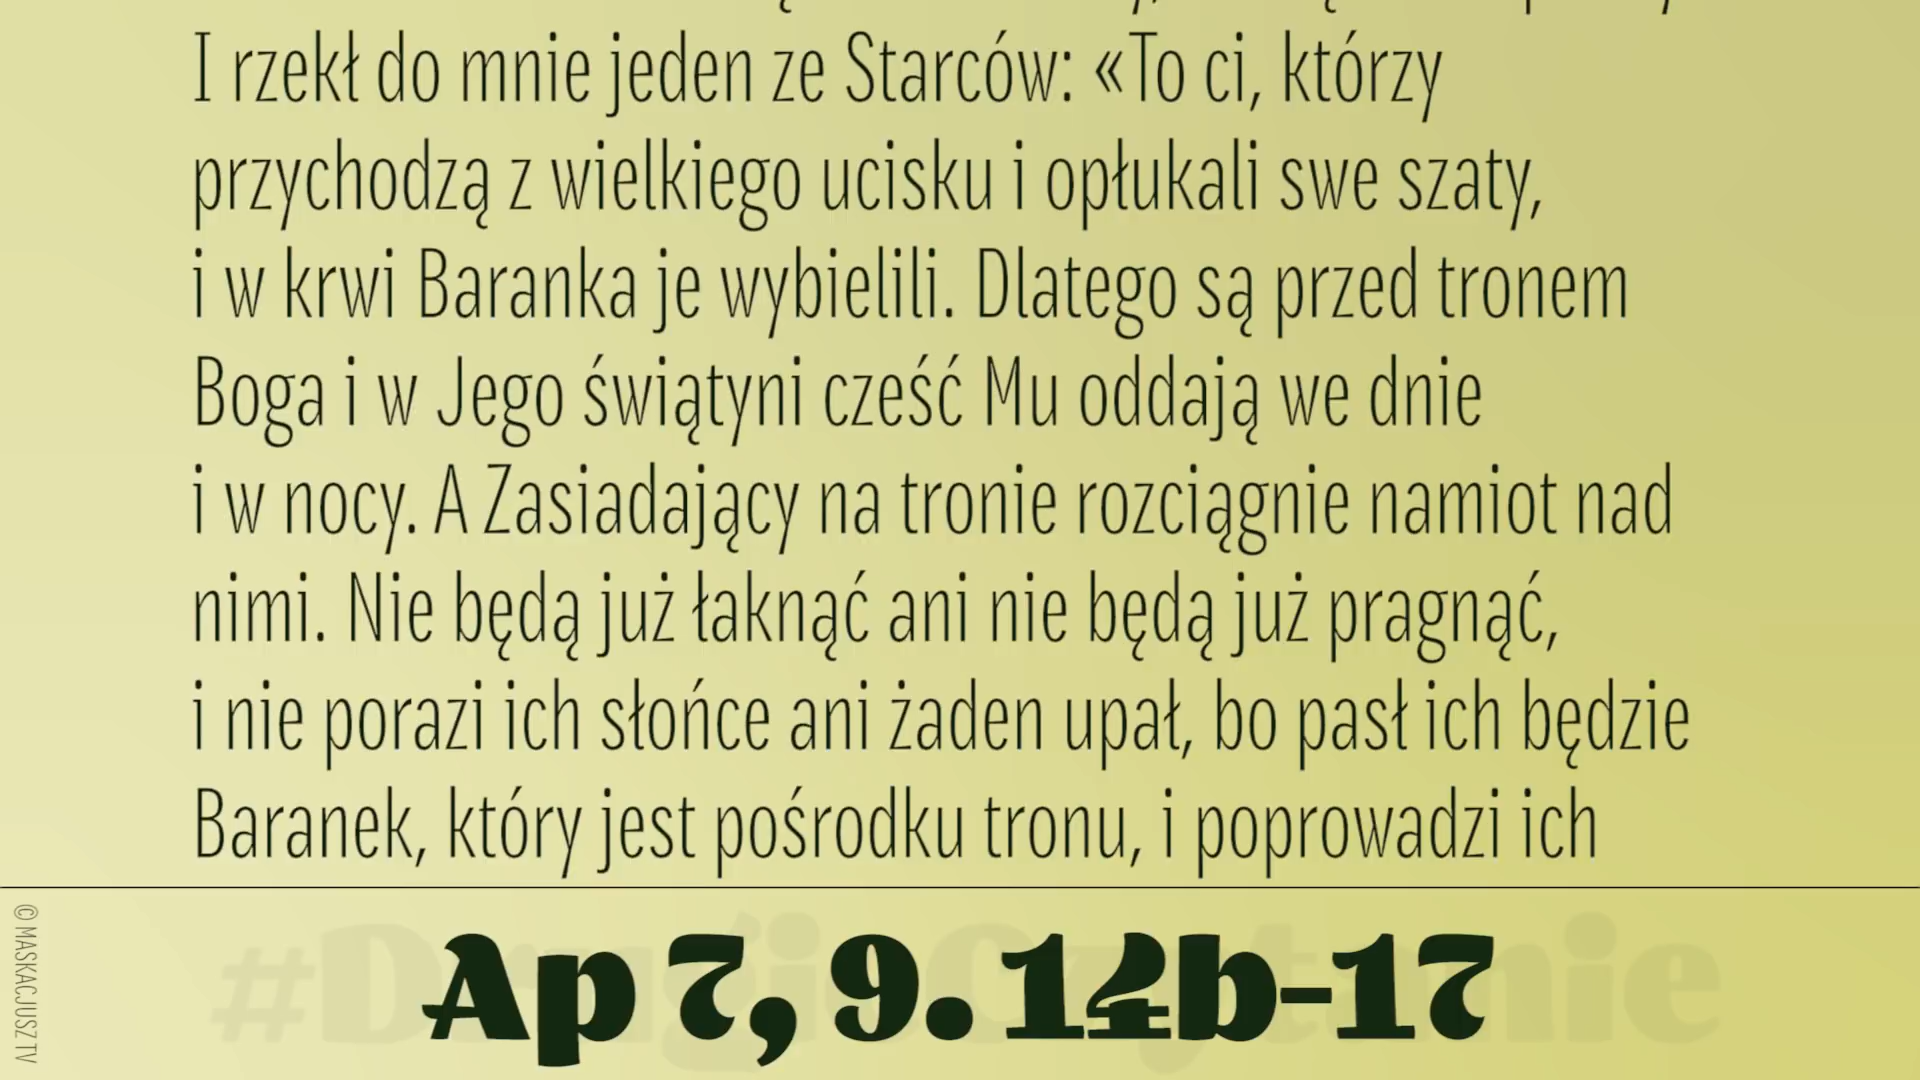 I rzekł do mnie jeden ze Starców: «To ci, którzy
przychodzą z wielkiego ucisku i opłukali swe szaty,
i w krwi Baranka je wybielili. Dlatego są przed tronem
Boga i w Jego świątyni cześć Mu oddają we dnie
i w nocy. A Zasiadający na tronie rozciągnie namiot nad
nimi. Nie będą już łaknąć ani nie będą już pragnąć,
i nie porazi ich słońce ani żaden upał, bo pasł ich będzie
Baranek, który jest pośrodku tronu, i poprowadzi ich
#DrugieCzytanie
Ap 7, 9. 14b-17
© MASKACJUSZ TV